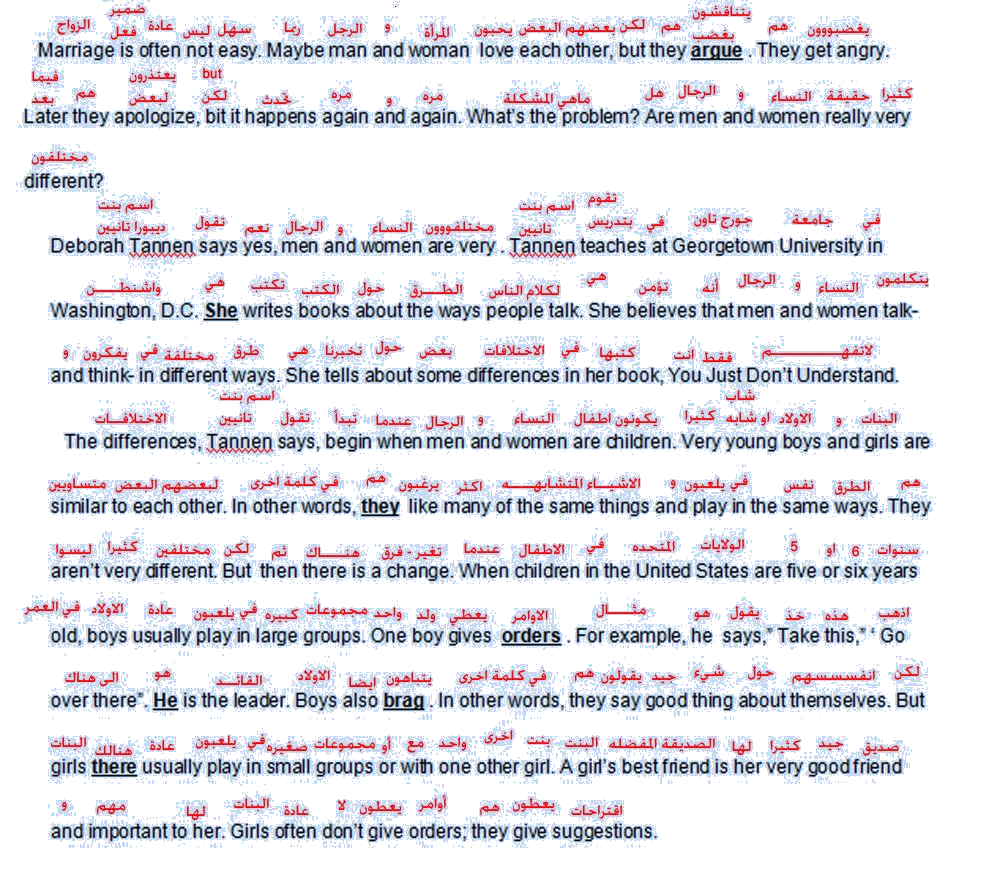 ضمير يتناقشون
الزواج فعل عادة ليس سهل ربما الرجل و المرأة يحبون بعضهم البعض لكن هم يغضب هم يغضبوووون
Marriage is often not easy. Maybe man and woman love each other, but they argue . They get angry.
فيما يعتذرون but
بعد هم لبعض لكن تحدث مره و مره ماهي المشكلة هل الرجال و النساء حقيقة كثيرا
Later they apologize, bit it happens again and again. What's the problem? Are men and women really very
مختلفون
different?
اسم بنت اسم بنت تقوم
ديبورا تانيين تقول نعم الرجال و النساء مختلفووون تانيين بتدريس في جورج تاون جامعة في
Deborah Tannen says yes, men and women are very . Tannen teaches at Georgetown University in
واشنطن هي تكتب الكتب حول الطرق لكلام الناس هي تؤمن أنه الرجال و النساء يتكلمون
Washington, D.C. She writes books about the ways people talk. She believes that men and women talk-
و يفكرون في مختلفة طرق هي تخبرنا حول بعض الاختلافات في كتبها انت فقط لاتفهم
and think- in different ways. She tells about some differences in her book, You Just Don't Understand.
اسم بنت شاب
الاختلافات تانيين تقول تبدأ عندما الرجال و النساء يكونون اطفال كثيرا او شابه الاولاد و البنات
The differences, Tannen says, begin when men and women are children. Very young boys and girls are
متساويين لبعضهم البعض في كلمة اخرى هم يرغبون اكثر الاشياء المتشابهه و يلعبون في نفس الطرق هم
similar to each other. In other words, they like many of the same things and play in the same ways. They
ليسوا كثيرا مختلفين لكن ثم هناك تغير - فرق عندما الاطفال في المتحده الولايات 5 او 6 سنوات
aren't very different. But then there is a change. When children in the United States are five or six years
في العمر الاولاد عادة يلعبون في كبيره مجموعات واحد ولد يعطي الاوامر مثال هو يقول خذ هذه اذهب
old, boys usually play in large groups. One boy gives orders . For example, he says,” Take this,” ‘ Go
الى هناك هو القائد الاولاد ايضا يتباهون في كلمة اخرى هم يقولون جيد شيء حول انفسسسهم لكن
over there”. He is the leader. Boys also brag . In other words, they say good thing about themselves. But
البنات هنالك عادة يلعبون في صغيره مجموعات أو مع واحد أخرى بنت البنت الصديقة المفضله لها كثيرا جيد صديق
girls there usually play in small groups or with one other girl. A girl's best friend is her very good friend
و مهم لها البنات عادة لا يعطون أوامر هم يعطون اقتراحات
and important to her. Girls often don't give orders; they give suggestions.